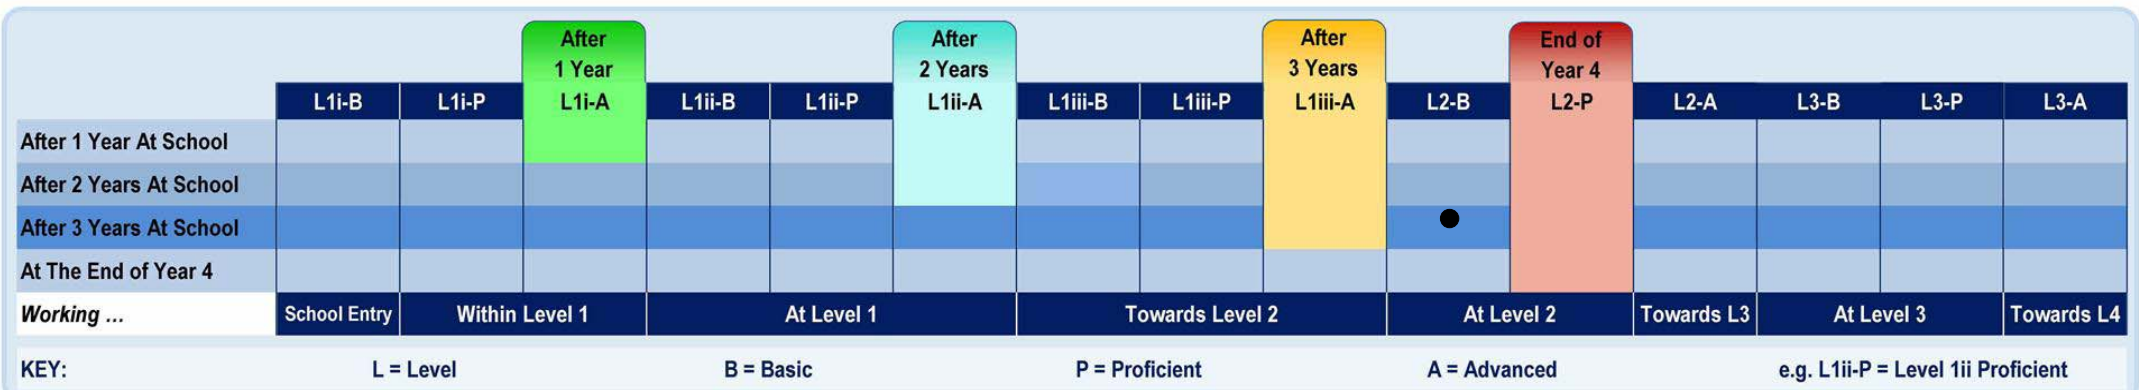 After
1 Year
After
2 Years
After
3 Years
End of
Year 4
L1i-B L1i-P L1i-A L1ii-B L1ii-P L1ii-A L1iii-B L1iii-P L1iii-A L2-B L2-P L2-A L3-B L3-P L3-A
After 1 Year At School
After 2 Years At School
After 3 Years At School
At The End of Year 4
Working ... School Entry Within Level 1 At Level 1 Towards Level 2 At Level 2 Towards L3 At Level 3 Towards L4
KEY: L = Level B = Basic P = Proficient A = Advanced e.g. L1ii-P = Level 1ii Proficient